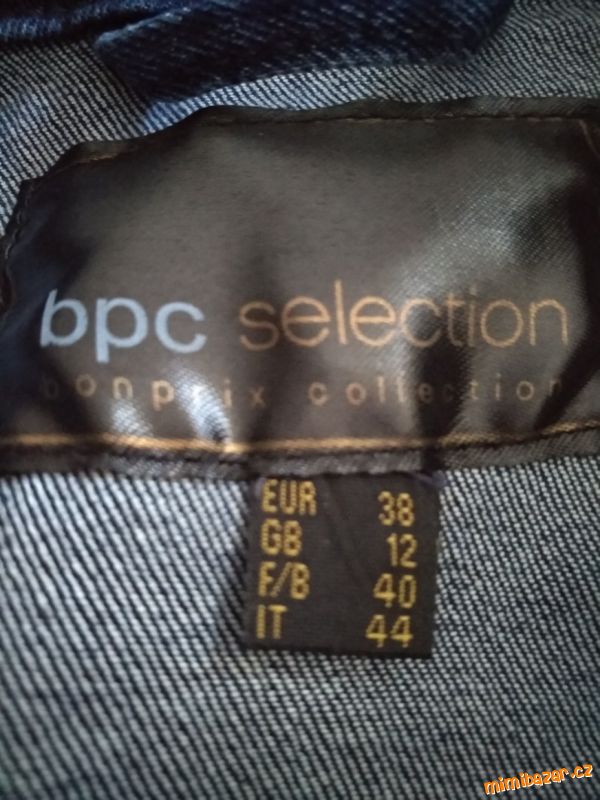 bpc selection
bonprix collection
EUR 38
GB 12
F/B 40
IT 44
mimibazar.cz